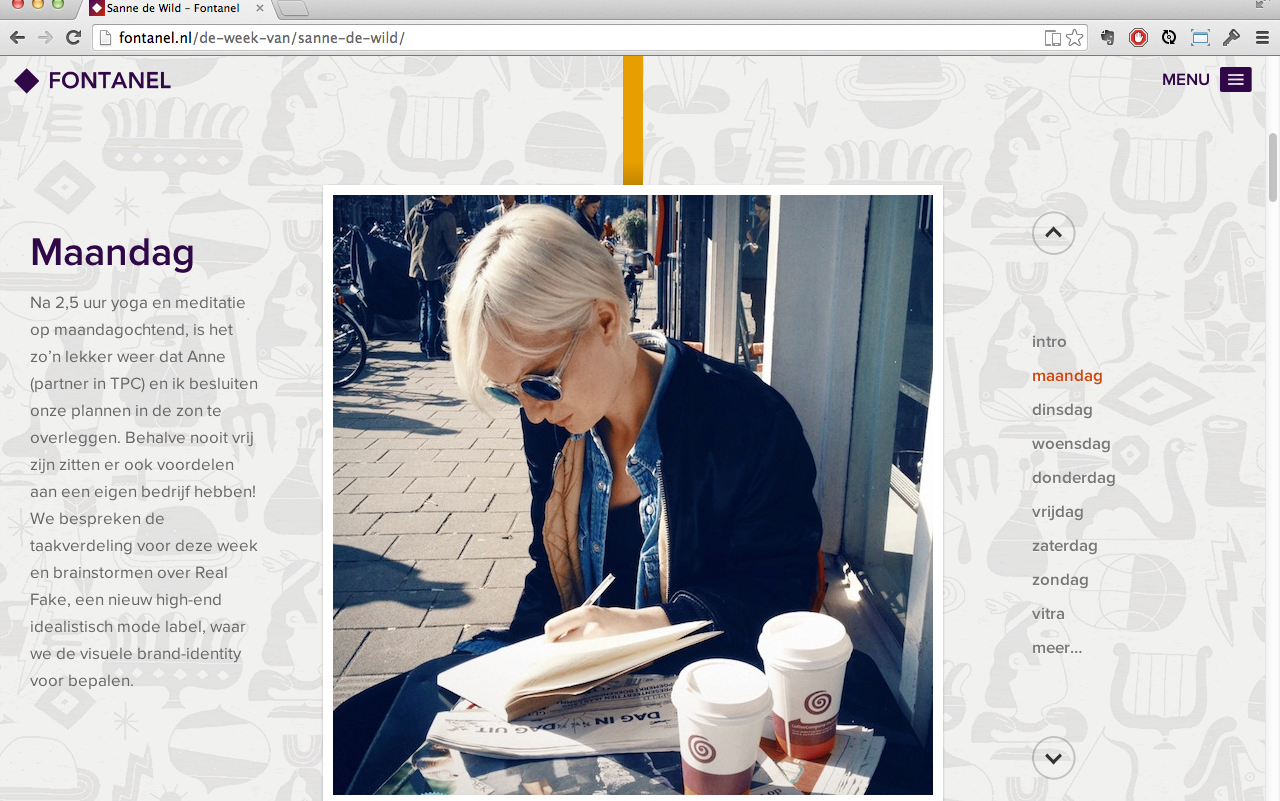 Sanne de Wild – Fontanel
fontanel.nl/de-week-van/sanne-de-wild/
FONTANEL
MENU
Maandag
Na 2,5 uur yoga en meditatie
op maandagochtend, is het
zo’n lekker weer dat Anne
(partner in TPC) en ik besluiten
onze plannen in de zon te
overleggen. Behalve nooit vrij
zijn zitten er ook voordelen
aan een eigen bedrijf hebben!
We bespreken de
taakverdeling voor deze week
en brainstormen over Real
Fake, een nieuw high-end
idealistisch mode label, waar
we de visuele brand-identity
voor bepalen.
DAG IN
DAG UIT
intro
maandag
dinsdag
woensdag
donderdag
vrijdag
zaterdag
zondag
vitra
meer...